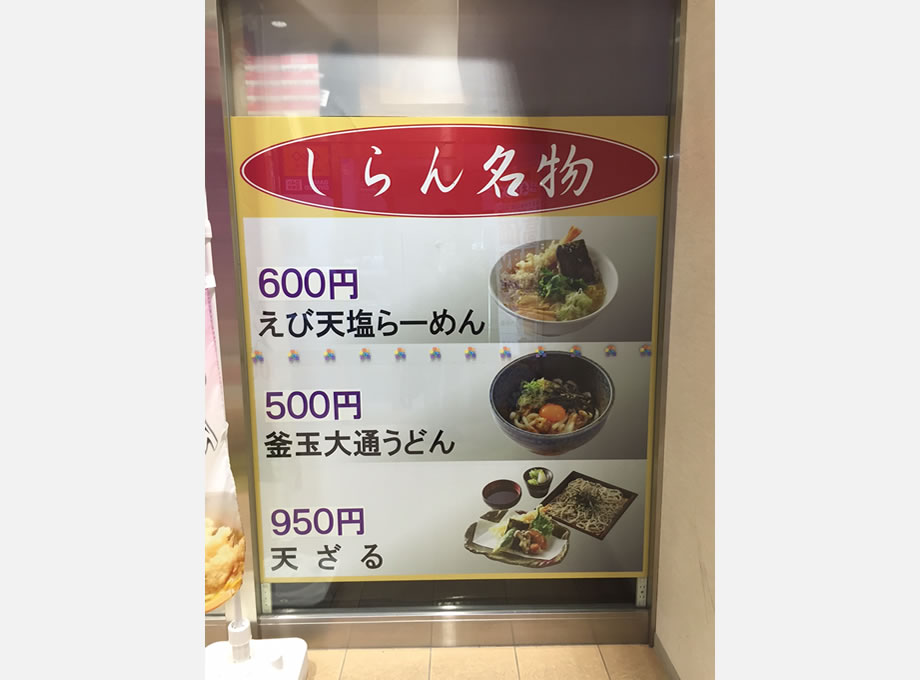 しらん名物
600円
えび天塩らーめん
500円
釜玉大通うどん
950円
天ざる